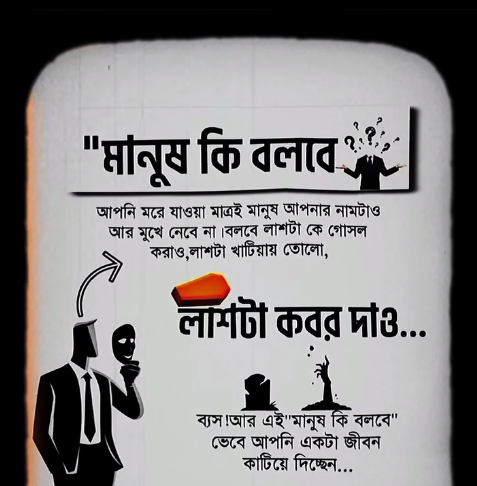 "মানুষ কি বলবে
আপনি মরে যাওয়া মাত্রই মানুষ আপনার নামটাও
আর মুখে নেবে না।বলবে লাশটা কে গোসল
করাও,লাশটা খাটিয়ায় তোলো,
লাশটা কবর দাও...
ব্যস!আর এই"মানুষ কি বলবে"
ভেবে আপনি একটা জীবন
কাটিয়ে দিচ্ছেন...